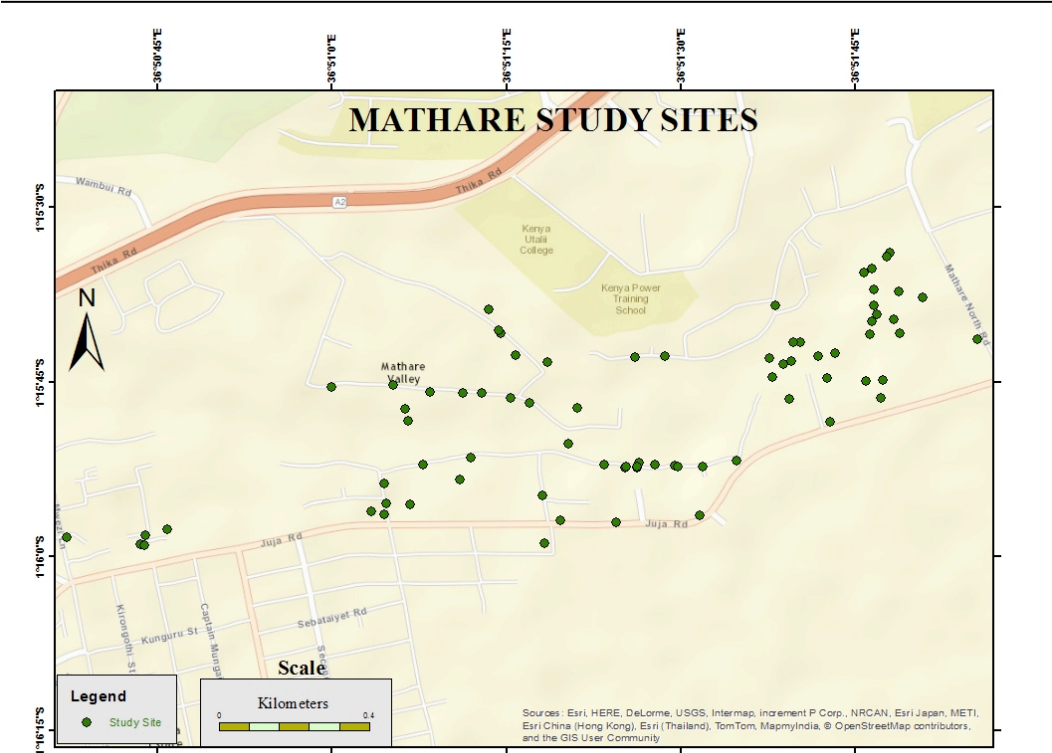 36°50'45"E
36°51'0"E
36°51'15"E
36°51'30"E
36°51'45"E
MATHARE STUDY SITES
Wambui Rd
Thika Rd
A2
Thika Rd
1°15'30"S
Kenya
Utalii
College
Kenya Power
Training
School
Mathare North Rd
N
Mathare
Valley
1°15'45"S
Juja Rd
Juja Rd
1°16'0"S
Kirongothi St
Kunguru St
Captain Mungai
Sebataiyet Rd
Scale
Legend
Study Site
Kilometers
0 0.4
Sources: Esri, HERE, DeLorme, USGS, Intermap, increment P Corp., NRCAN, Esri Japan, METI,
Esri China (Hong Kong), Esri (Thailand), TomTom, MapmyIndia, © OpenStreetMap contributors,
and the GIS User Community